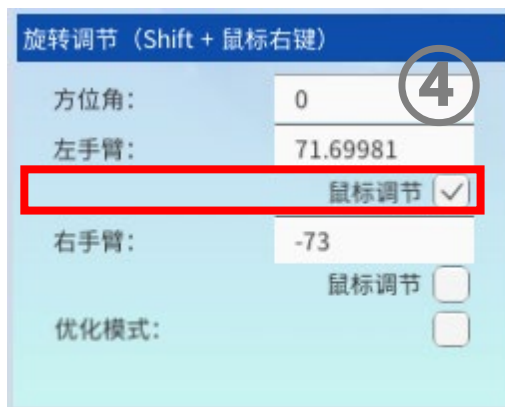 旋转调节（Shift + 鼠标右键）
④
方位角： 0
左手臂： 71.69981
鼠标调节
右手臂： -73
鼠标调节
优化模式：